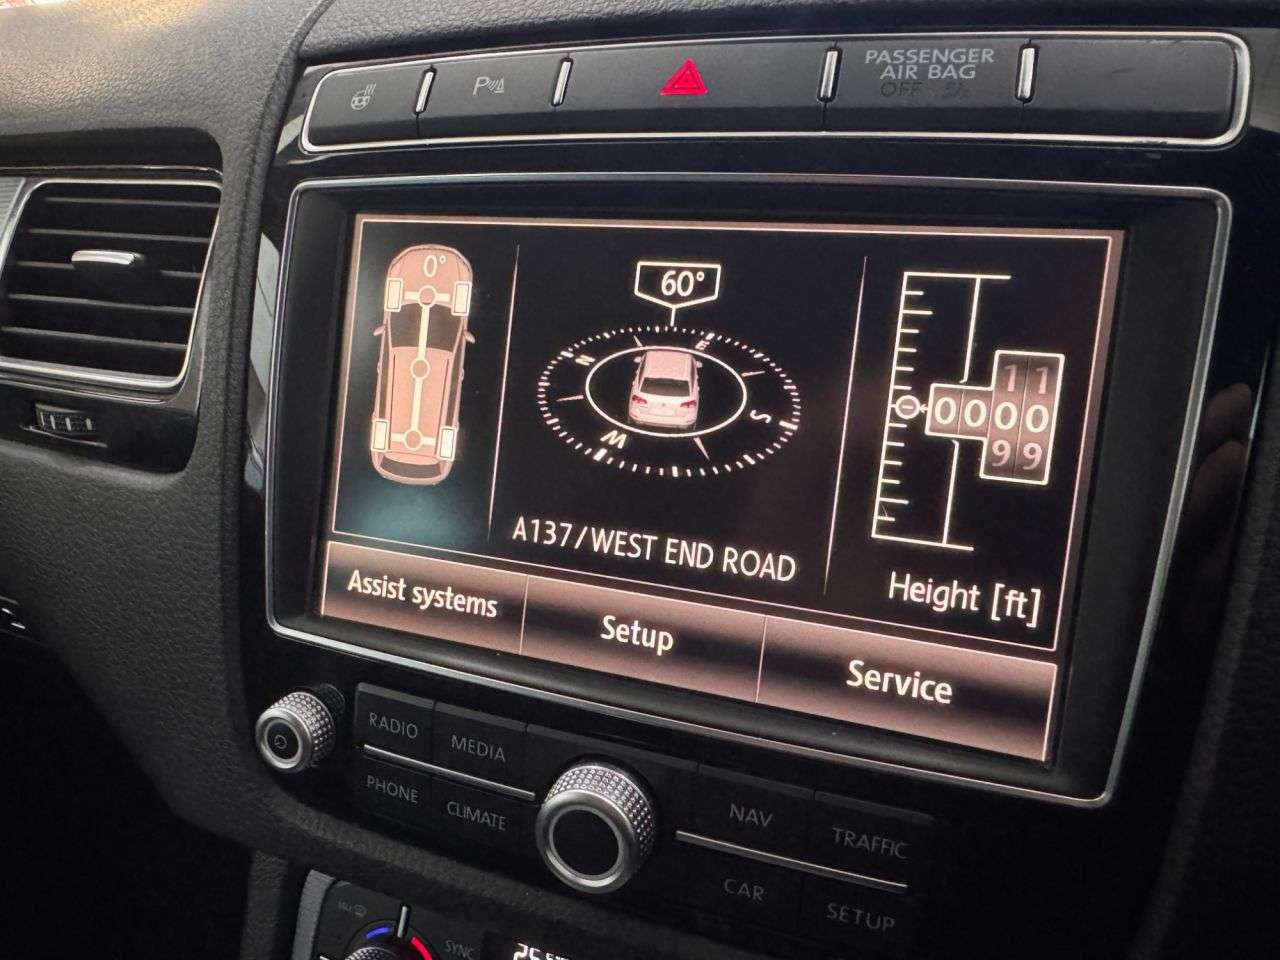 PASSENGER
AIR BAG
OFF
P
0°
60°
N
E
S
W
11
0000
99
A137/WEST END ROAD
Height [ft]
Assist systems
Setup
Service
RADIO
MEDIA
PHONE
CLIMATE
NAV
TRAFFIC
CAR
SETUP
SYNC